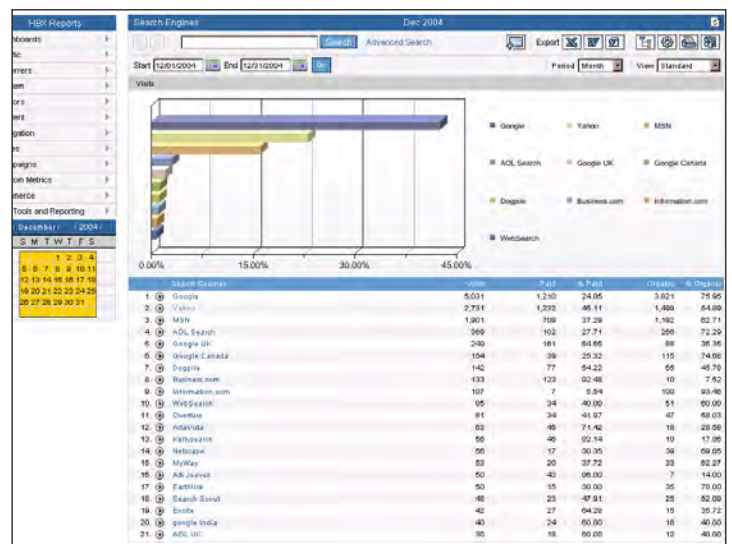 HBX Reports
Search Engines Dec 2004
Search Advanced Search Export
Start 12/01/2004 End 12/31/2004 Go Period Month View Standard
Visits
Google Yahoo MSN
AOL Search Google UK Google Canada
Dogpile Business.com Information.com
WebSearch
0.00% 15.00% 30.00% 45.00%
Tools and Reporting
December 2004
S M T W T F S
1 2 3 4
5 6 7 8 9 10 11
12 13 14 15 16 17 18
19 20 21 22 23 24 25
26 27 28 29 30 31
Search Engines Visits Paid % Paid Organic % Organic
1. Google 5,031 1,210 24.05 3,821 75.95
2. Yahoo 2,731 1,232 45.11 1,499 54.89
3. MSN 1,901 709 37.29 1,192 62.71
4. AOL Search 368 102 27.71 266 72.29
5. Google UK 249 161 64.65 88 35.35
6. Google Canada 154 39 25.32 115 74.68
7. Dogpile 142 77 54.22 65 45.78
8. Business.com 133 123 92.48 10 7.52
9. Information.com 107 7 6.54 100 93.46
10. WebSearch 34 40.00 51 60.00
11. Overture 81 34 41.97 47 58.03
12. AltaVista 63 45 71.42 18 28.58
13. 56 46 82.14 10 17.86
14. Netscape 56 17 30.35 39 69.65
15. MyWay 53 20 37.72 33 62.27
16. Ask Jeeves 50 43 86.00 7 14.00
17. Earthlink 50 15 30.00 35 70.00
18. Search Scout 48 23 47.91 25 52.09
19. Excite 42 27 64.28 15 35.72
20. google India 40 24 60.00 16 40.00
21. AOL UK 30 18 60.00 12 40.00